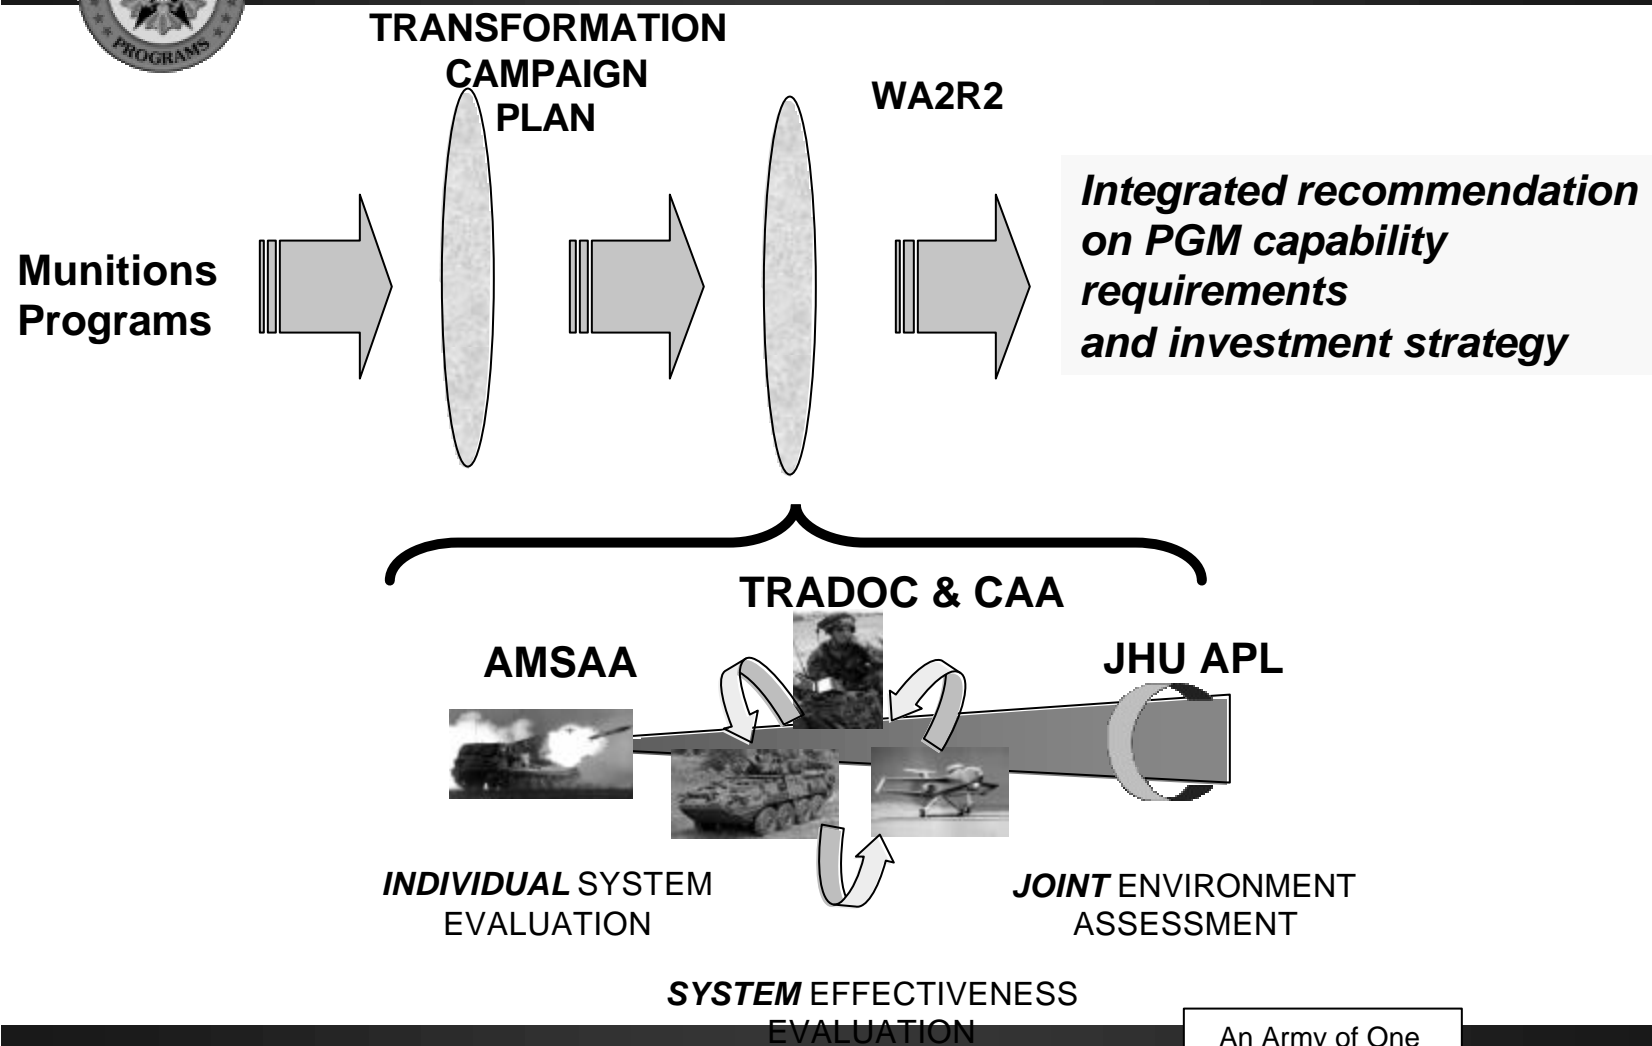 PROGRAMS
TRANSFORMATION
CAMPAIGN
PLAN
WA2R2
Munitions
Programs
Integrated recommendation
on PGM capability
requirements
and investment strategy
TRADOC & CAA
AMSAA
JHU APL
INDIVIDUAL SYSTEM
EVALUATION
JOINT ENVIRONMENT
ASSESSMENT
SYSTEM EFFECTIVENESS
EVALUATION
An Army of One